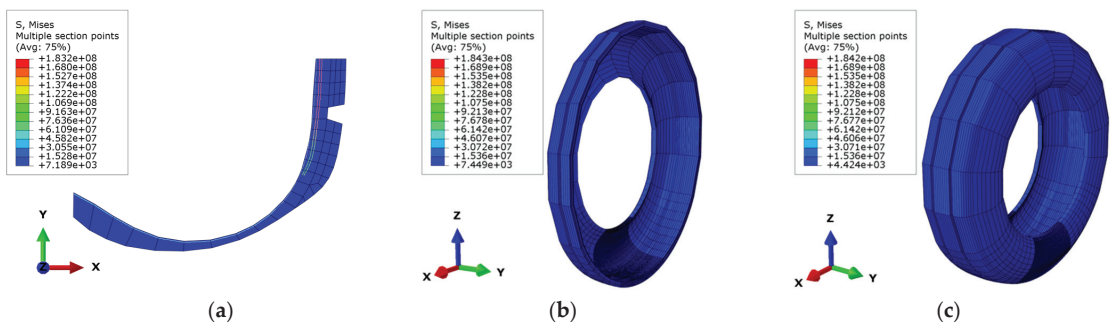 S, Mises
Multiple section points
(Avg: 75%)
+1.832e+08
+1.680e+08
+1.527e+08
+1.374e+08
+1.222e+08
+1.069e+08
+9.163e+07
+7.636e+07
+6.109e+07
+4.582e+07
+3.055e+07
+1.528e+07
+7.189e+03
Y
Z
X
(a)
S, Mises
Multiple section points
(Avg: 75%)
+1.843e+08
+1.689e+08
+1.535e+08
+1.382e+08
+1.228e+08
+1.075e+08
+9.213e+07
+7.678e+07
+6.142e+07
+4.607e+07
+3.072e+07
+1.536e+07
+7.449e+03
Z
X
Y
(b)
S, Mises
Multiple section points
(Avg: 75%)
+1.842e+08
+1.689e+08
+1.535e+08
+1.382e+08
+1.228e+08
+1.075e+08
+9.212e+07
+7.677e+07
+6.142e+07
+4.606e+07
+3.071e+07
+1.536e+07
+4.424e+03
Z
X
Y
(c)